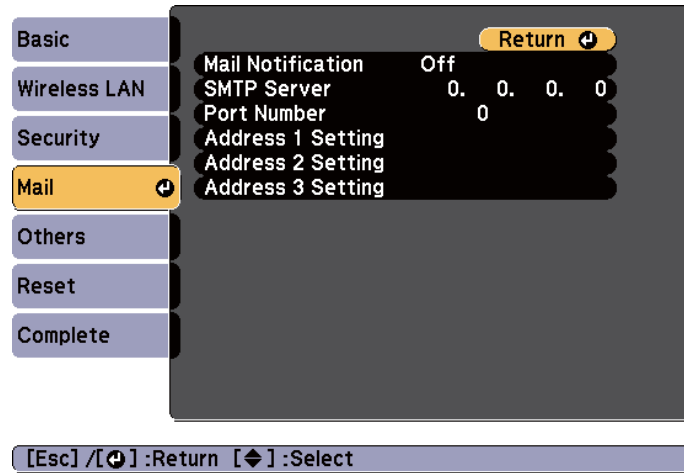 Basic
Wireless LAN
Security
Mail
Others
Reset
Complete
Return
Mail Notification Off
SMTP Server 0. 0. 0. 0
Port Number 0
Address 1 Setting
Address 2 Setting
Address 3 Setting
[Esc] /[ ] :Return [ ] :Select